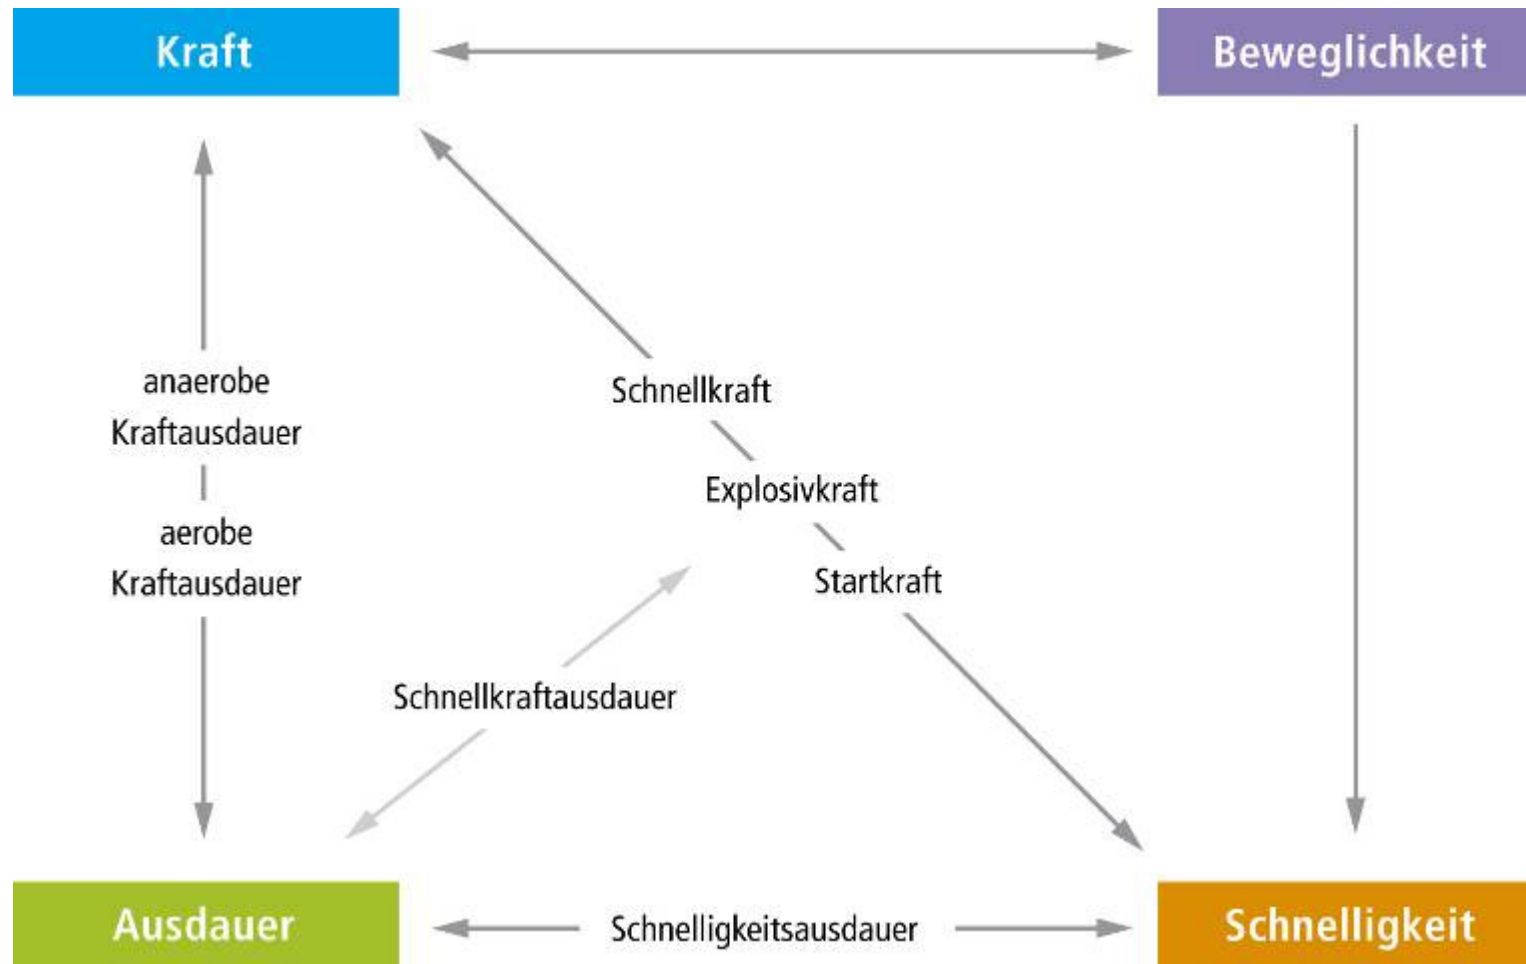 Kraft
Beweglichkeit
anaerobe
Kraftausdauer
aerobe
Kraftausdauer
Schnellkraft
Explosivkraft
Startkraft
Schnellkraftausdauer
Ausdauer
Schnelligkeitsausdauer
Schnelligkeit